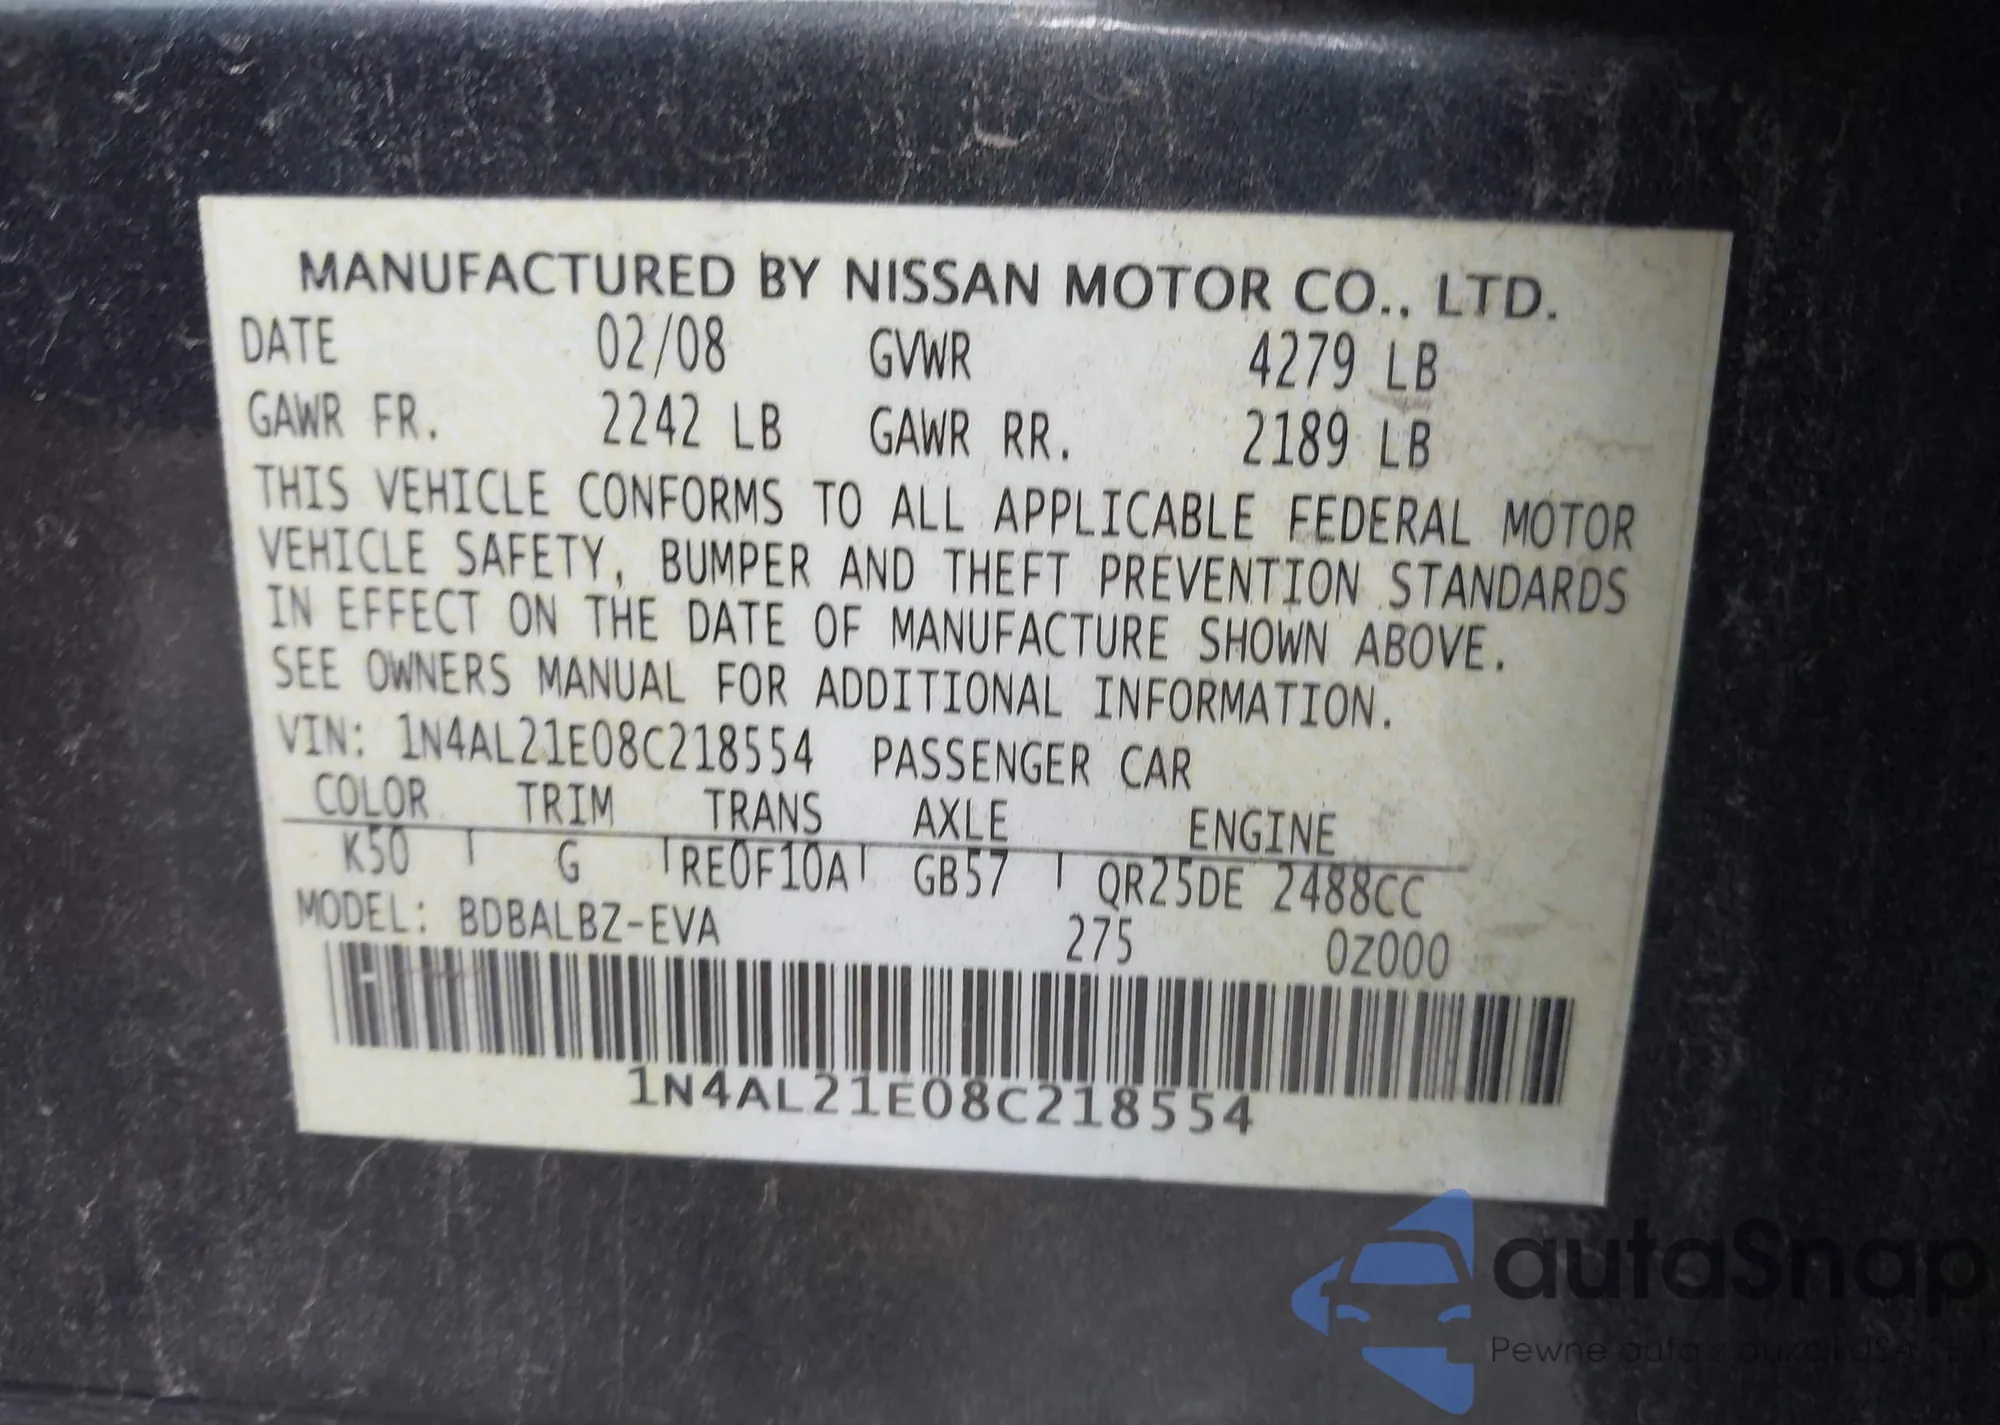 MANUFACTURED BY NISSAN MOTOR CO., LTD.
DATE 02/08 GVWR 4279 LB
GAWR FR. 2242 LB GAWR RR. 2189 LB
THIS VEHICLE CONFORMS TO ALL APPLICABLE FEDERAL MOTOR
VEHICLE SAFETY, BUMPER AND THEFT PREVENTION STANDARDS
IN EFFECT ON THE DATE OF MANUFACTURE SHOWN ABOVE.
SEE OWNERS MANUAL FOR ADDITIONAL INFORMATION.
VIN: 1N4AL21E08C218554 PASSENGER CAR
COLOR TRIM TRANS AXLE ENGINE
K50 G RE0F10A GB57 QR25DE 2488CC
MODEL: BDBALBZ-EVA 275 0Z000
1N4AL21E08C218554
autaSnap
Pewne auta z USA